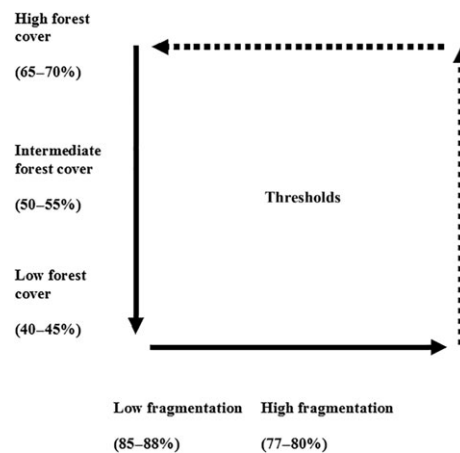 High forest
cover
(65–70%)
Intermediate
forest cover
(50–55%)
Thresholds
Low forest
cover
(40–45%)
Low fragmentation High fragmentation
(85–88%) (77–80%)